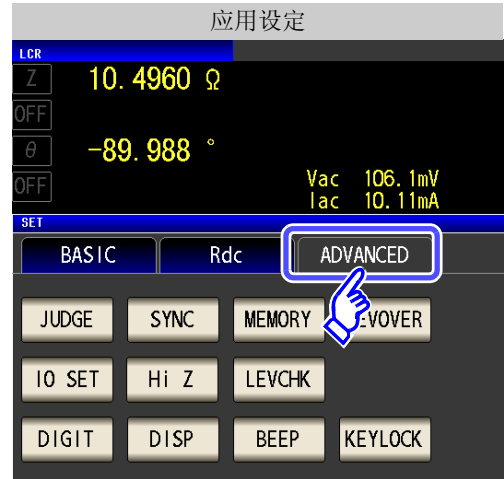 应用设定
LCR
Z 10.4960 Ω
OFF
θ -89.988 °
OFF
Vac 106.1mV
Iac 10.11mA
SET
BASIC Rdc ADVANCED
JUDGE SYNC MEMORY VOVER
IO SET Hi Z LEVCHK
DIGIT DISP BEEP KEYLOCK